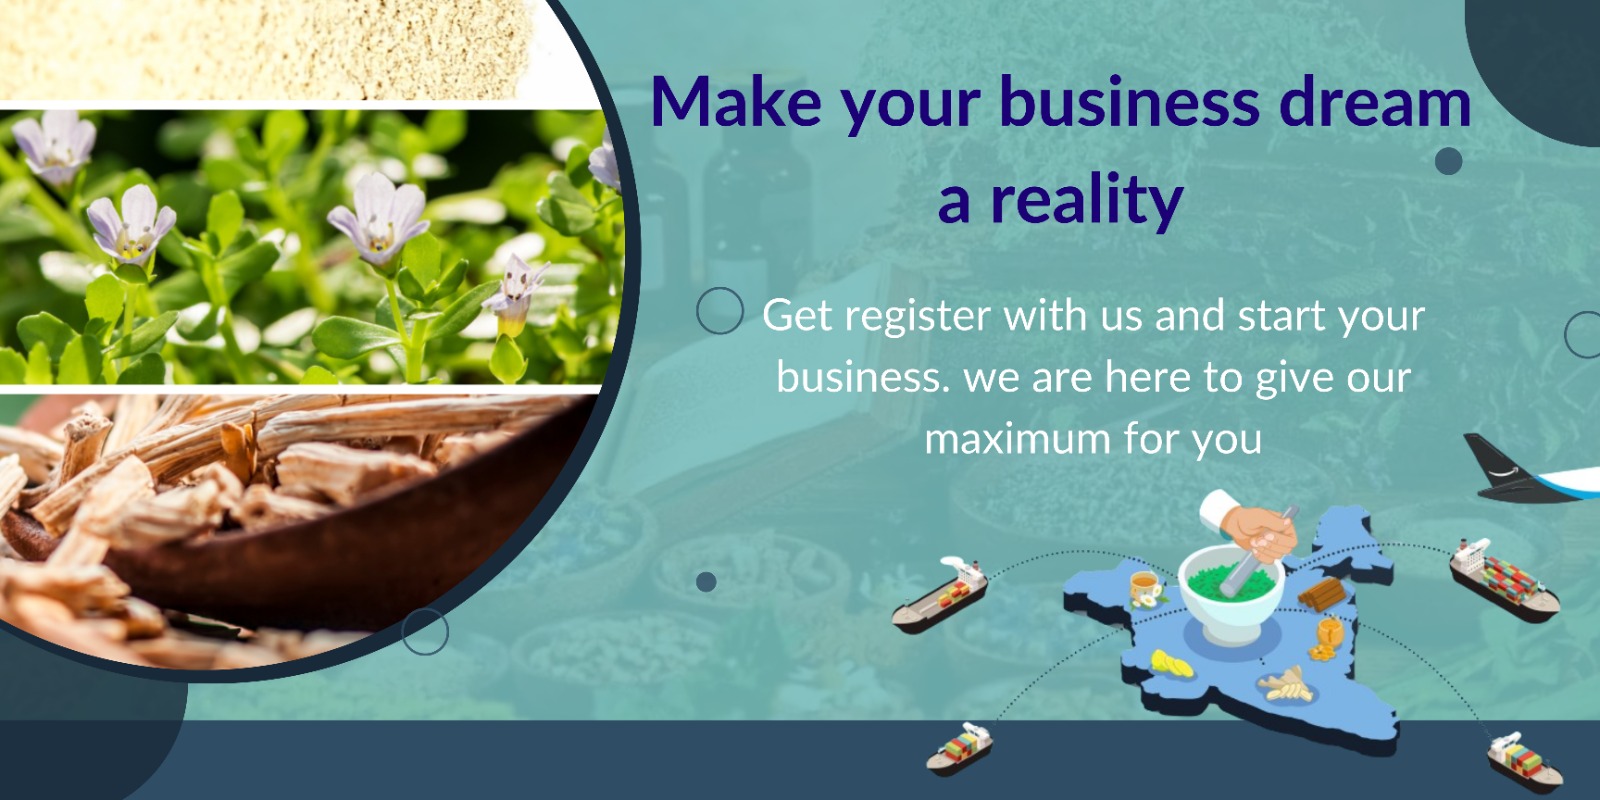 Make your business dream
a reality
Get register with us and start your
business. we are here to give our
maximum for you